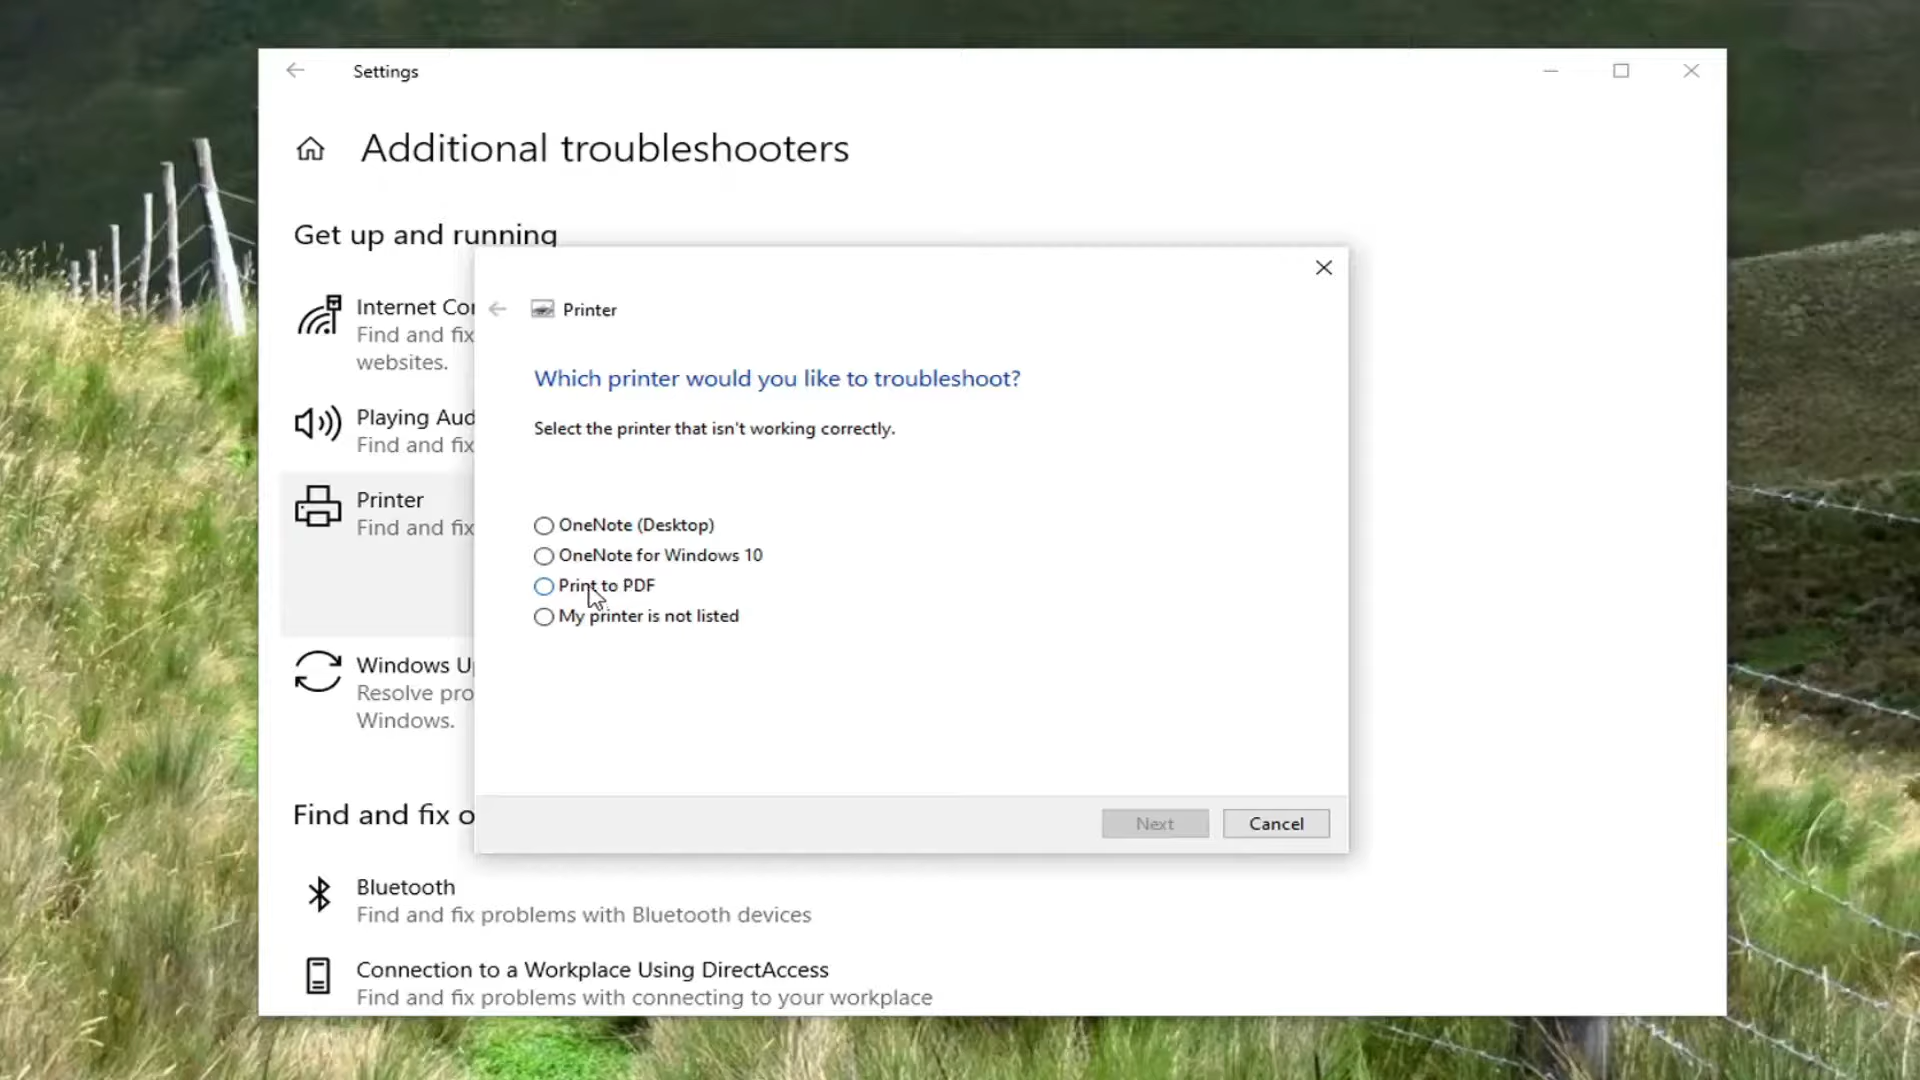 Settings
Additional troubleshooters
Get up and running
Internet Cor
Find and fix
websites.
Playing Aud
Find and fix
Printer
Find and fix
Windows U
Resolve pro
Windows.
Find and fix o
Bluetooth
Find and fix problems with Bluetooth devices
Connection to a Workplace Using DirectAccess
Find and fix problems with connecting to your workplace
Printer
Which printer would you like to troubleshoot?
Select the printer that isn't working correctly.
OneNote (Desktop)
OneNote for Windows 10
Print to PDF
My printer is not listed
Next
Cancel